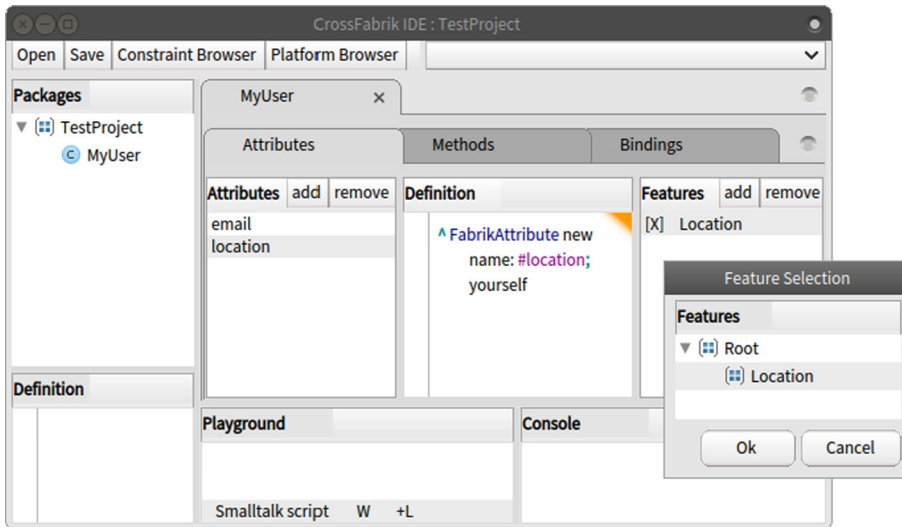 CrossFabrik IDE : TestProject
Open Save Constraint Browser Platform Browser
Packages
TestProject
MyUser
MyUser ×
Attributes Methods Bindings
Attributes add remove
email
location
Definition
^ FabrikAttribute new
name: #location;
yourself
Features add remove
[X] Location
Feature Selection
Features
Root
Location
Ok Cancel
Definition
Playground
Smalltalk script W +L
Console